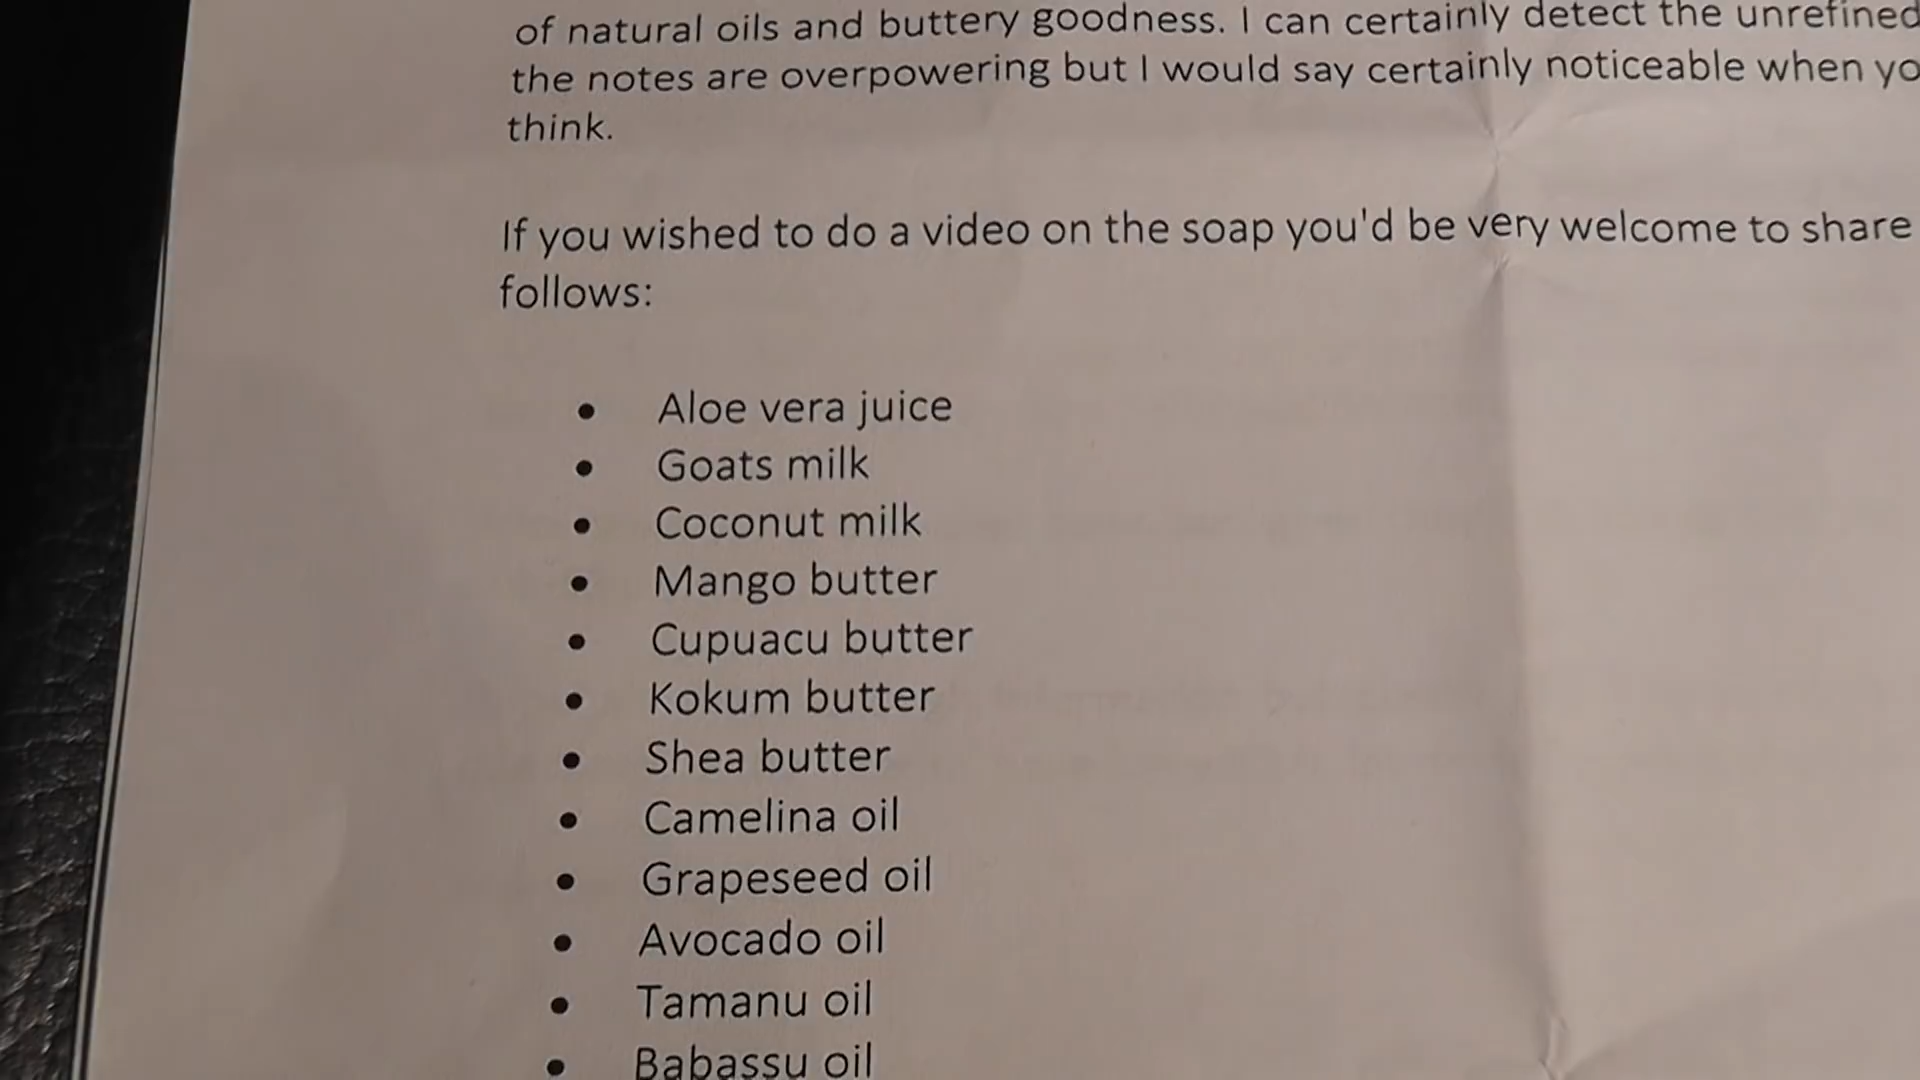 of natural oils and buttery goodness. I can certainly detect the unrefined
the notes are overpowering but I would say certainly noticeable when yo
think.
If you wished to do a video on the soap you'd be very welcome to share
follows:
• Aloe vera juice
• Goats milk
• Coconut milk
• Mango butter
• Cupuacu butter
• Kokum butter
• Shea butter
• Camelina oil
• Grapeseed oil
• Avocado oil
• Tamanu oil
• Babassu oil